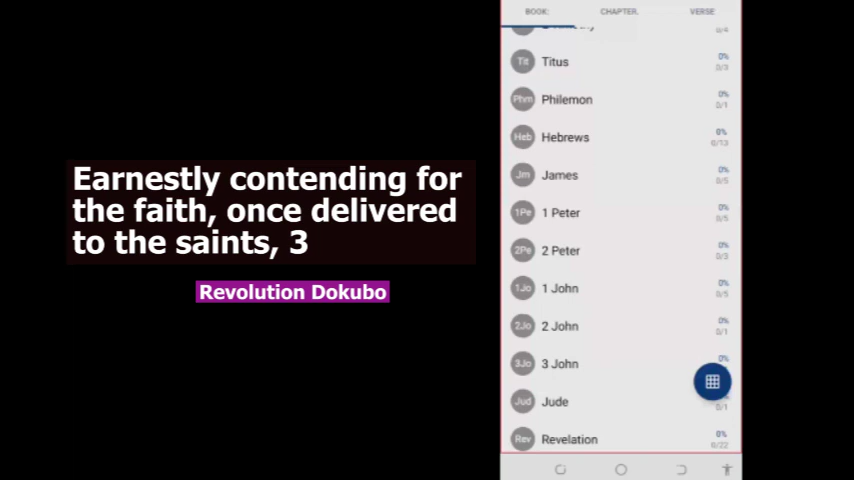 Earnestly contending for
the faith, once delivered
to the saints, 3
Revolution Dokubo
BOOK: CHAPTER. VERSE
0/4
Tit Titus 0%
0/3
Phm Philemon 0%
0/1
Heb Hebrews 0%
0/13
Jm James 0%
0/5
1Pe 1 Peter 0%
0/5
2Pe 2 Peter 0%
0/3
1Jo 1 John 0%
0/5
2Jo 2 John 0%
0/1
3Jo 3 John 0%
Jud Jude
0/1
Rev Revelation 0%
0/22